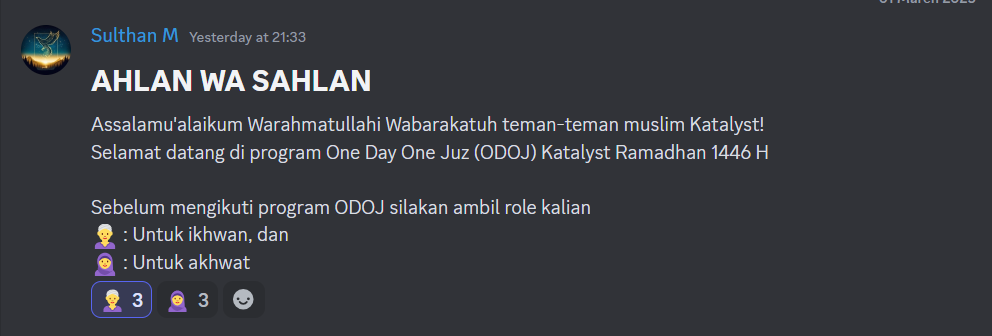 Sulthan M Yesterday at 21:33
AHLAN WA SAHLAN
Assalamu'alaikum Warahmatullahi Wabarakatuh teman-teman muslim Katalyst!
Selamat datang di program One Day One Juz (ODOJ) Katalyst Ramadhan 1446 H
Sebelum mengikuti program ODOJ silakan ambil role kalian
: Untuk ikhwan, dan
: Untuk akhwat
3 3